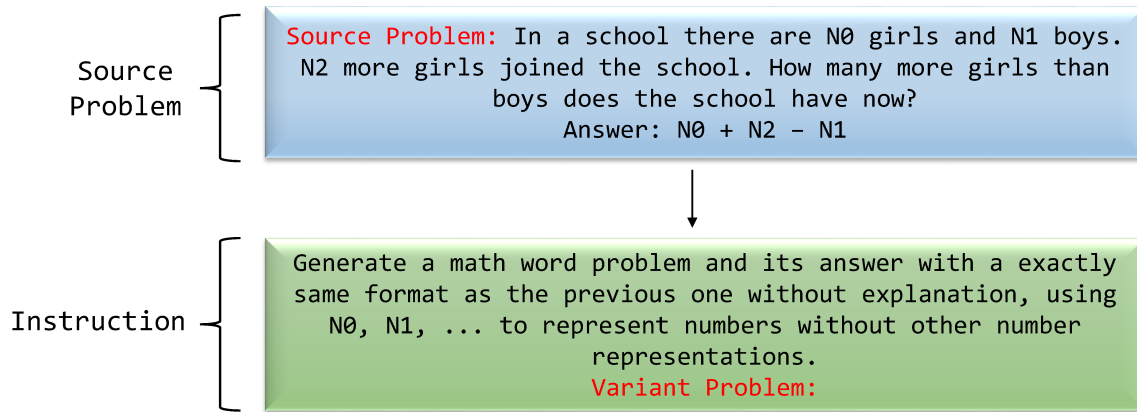 Source
Problem
Source Problem: In a school there are N0 girls and N1 boys.
N2 more girls joined the school. How many more girls than
boys does the school have now?
Answer: N0 + N2 – N1
Instruction
Generate a math word problem and its answer with a exactly
same format as the previous one without explanation, using
N0, N1, ... to represent numbers without other number
representations.
Variant Problem: